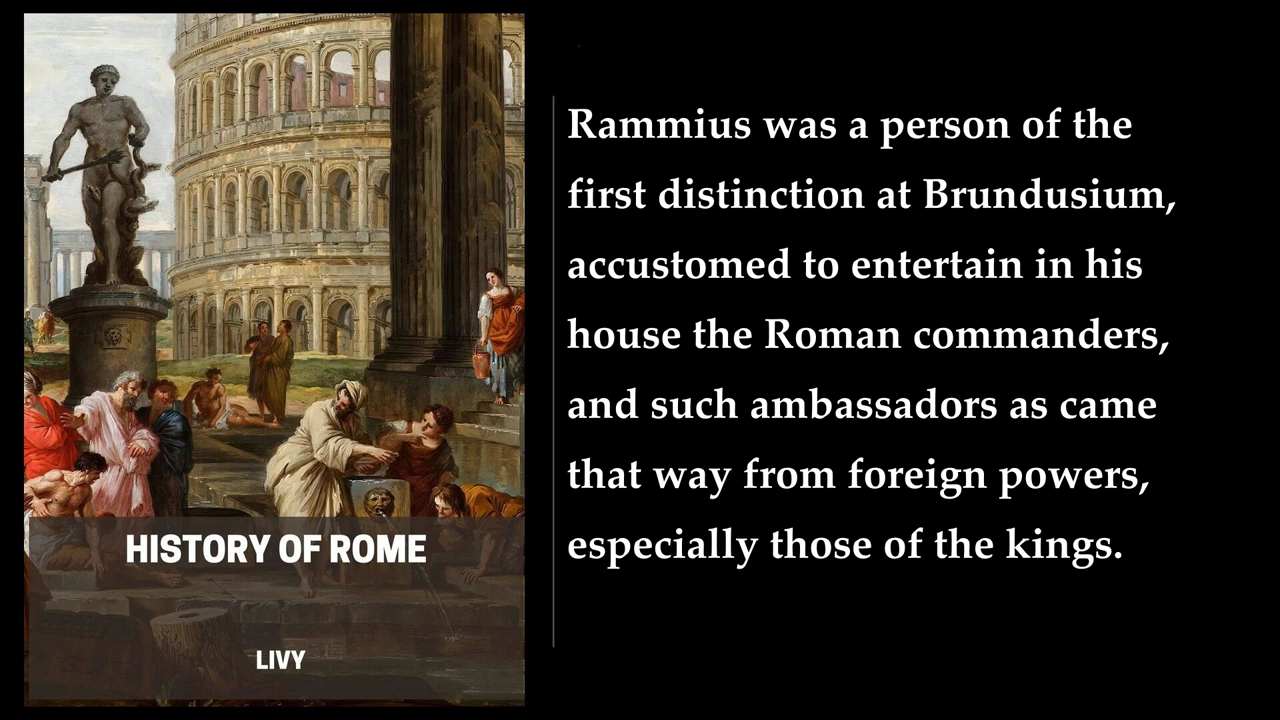 HISTORY OF ROME
LIVY
Rammius was a person of the
first distinction at Brundusium,
accustomed to entertain in his
house the Roman commanders,
and such ambassadors as came
that way from foreign powers,
especially those of the kings.